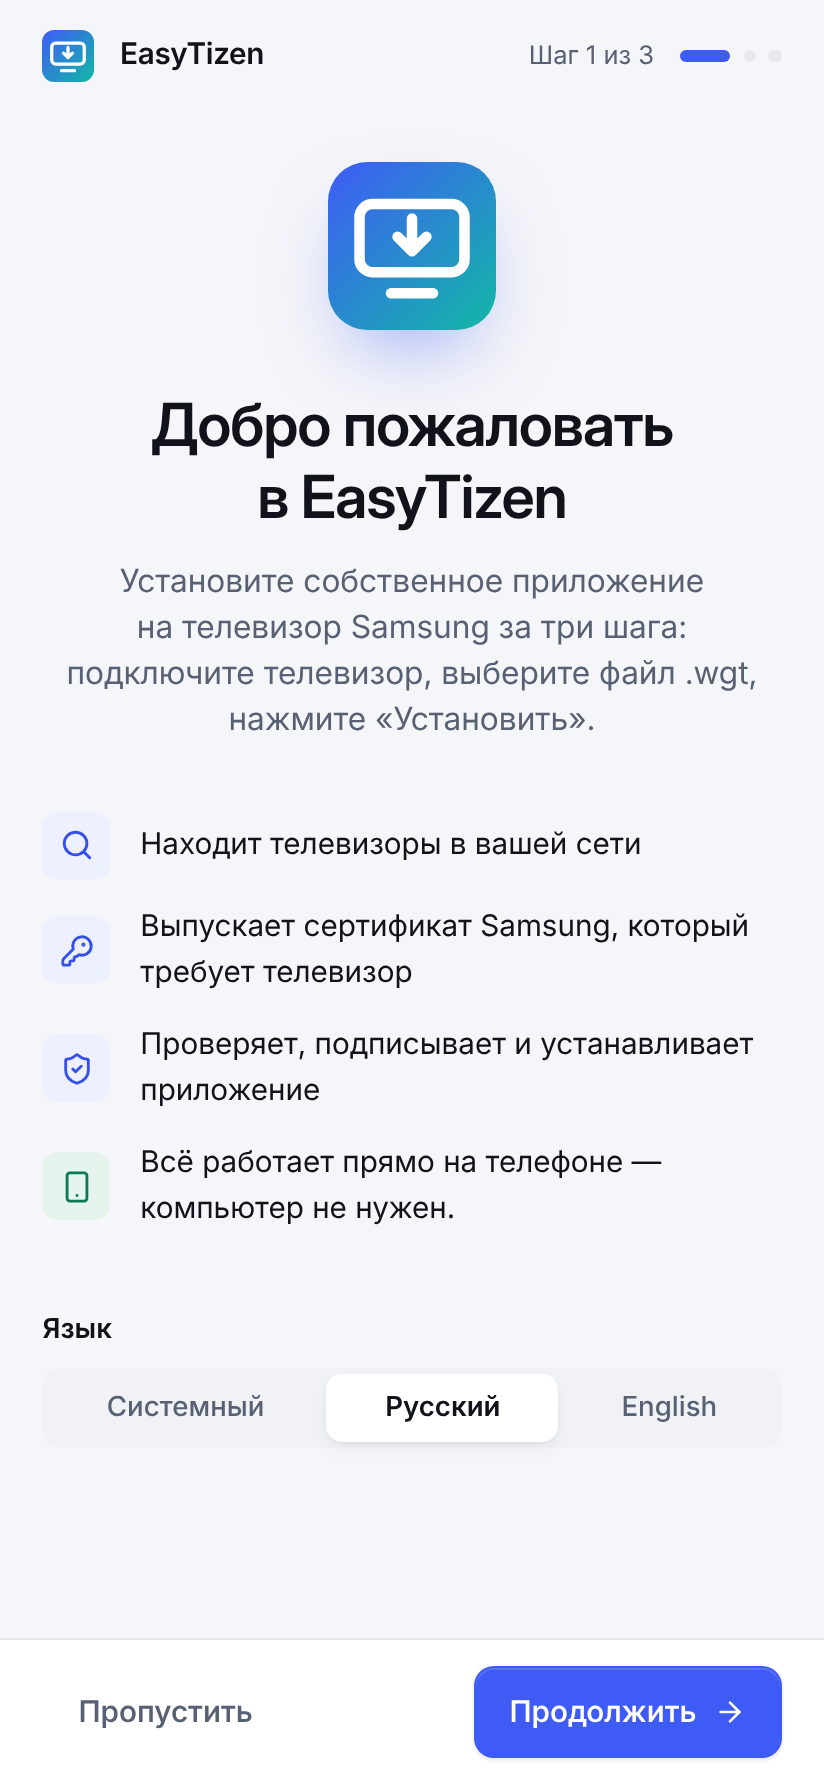 EasyTizen
Шаг 1 из 3
Добро пожаловать
в EasyTizen
Установите собственное приложение
на телевизор Samsung за три шага:
подключите телевизор, выберите файл .wgt,
нажмите «Установить».
Находит телевизоры в вашей сети
Выпускает сертификат Samsung, который
требует телевизор
Проверяет, подписывает и устанавливает
приложение
Всё работает прямо на телефоне —
компьютер не нужен.
Язык
Системный Русский English
Пропустить Продолжить